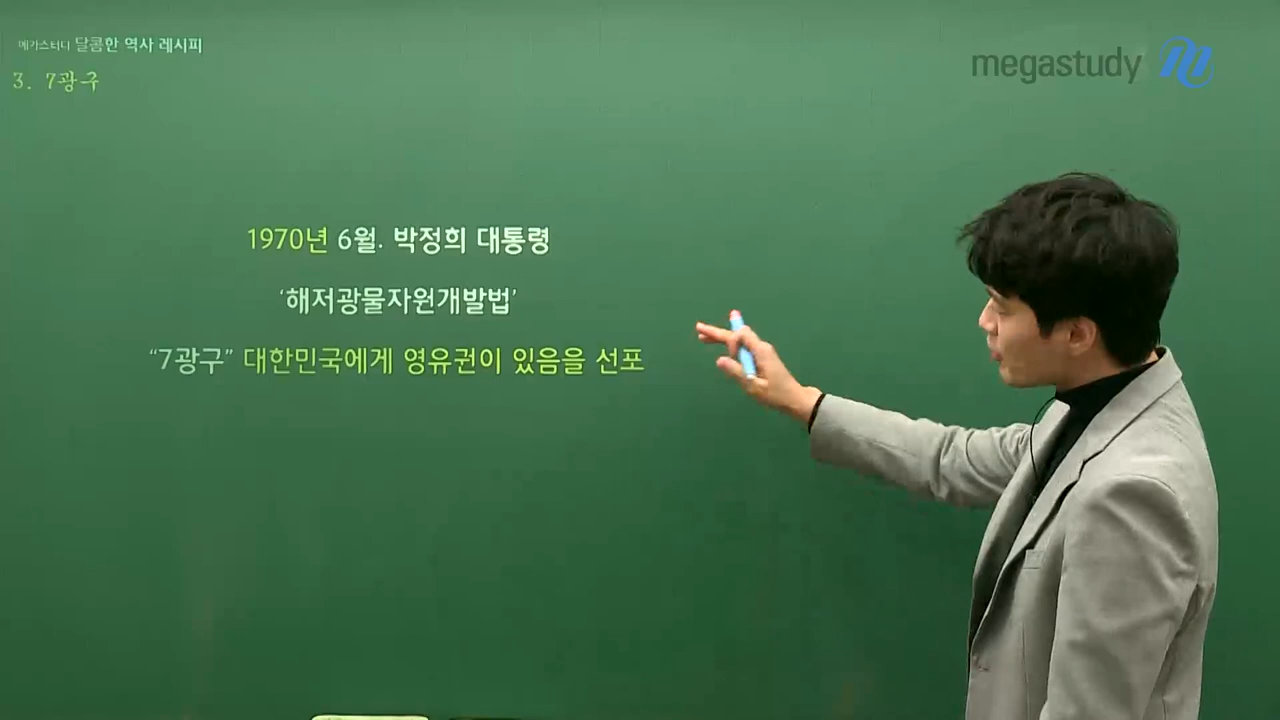 메가스터디 달콤한 역사 레시피
megastudy
3. 7광구
1970년 6월. 박정희 대통령
‘해저광물자원개발법’
“7광구” 대한민국에게 영유권이 있음을 선포